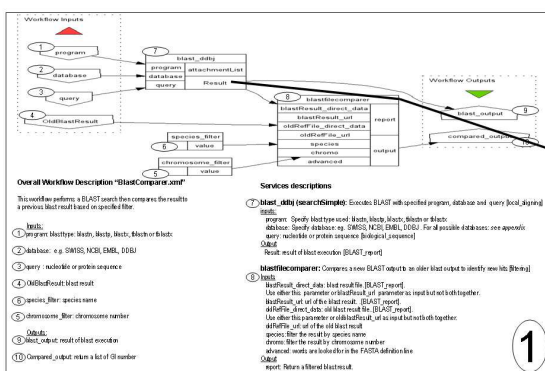 Workflow Inputs
1
program
2
database
3
query
4
OldBlastResult
7
blast_ddbj
program
attachmentList
database
query
Result
8
blastfilecomparer
blastResult_direct_data
blastResult_url
oldRefFile_direct_data
oldRefFile_url
species
chromo
advanced
report
output
species_filter
6
value
chromosome_filter
5
value
Workflow Outputs
blast_output
9
compared_output
10
Overall Workflow Description "BlastComparer.xml"
This workflow performs a BLAST search then compares the results to
a previous blast result based on specified filter.
Inputs:
1 program: blasttype: blastn, blastp, blastx, tblastn or tblastx
2 database: e.g. SWISS, NCBI, EMBL, DDBJ
3 query : nucleotide or protein sequence
4 OldBlastResult: blast result
6 species_filter: species name
5 chromosome_filter: chromosome number
Outputs:
9 blast_output: result of blast execution
10 Compared_output: return a list of GI number
Services descriptions
7 blast_ddbj (searchSimple): Executes BLAST with specified program, database and query [local_aligning]
inputs:
program: Specify blast type used: blastn, blastp, blastx, tblastn or tblastx
database: Specify database: e.g. SWISS, NCBI, EMBL, DDBJ . For all possible databases: see appendix
query: nucleotide or protein sequence [biological_sequence]
Output
Result: result of blast execution [BLAST_report]
blastfilecomparer: Compares a new BLAST output to an older blast output to identify new hits [filtering]
8 Inputs
blastResult_direct_data: blast result file. [BLAST_report].
Use either this parameter or blastResult_url parameter as input but not both together.
blastResult_url: url of the blast result. [BLAST_report].
oldRefFile_direct_data: old blast result file. [BLAST_report].
Use either this parameter or oldblastResult_url as input but not both together.
oldRefFile_url: url of the old blast result
species: filter the result by species name
chromo: filter the result by chromosome number
advanced: words are looked for in the FASTA definition line
Output
report: Return a filtered blast result.
1